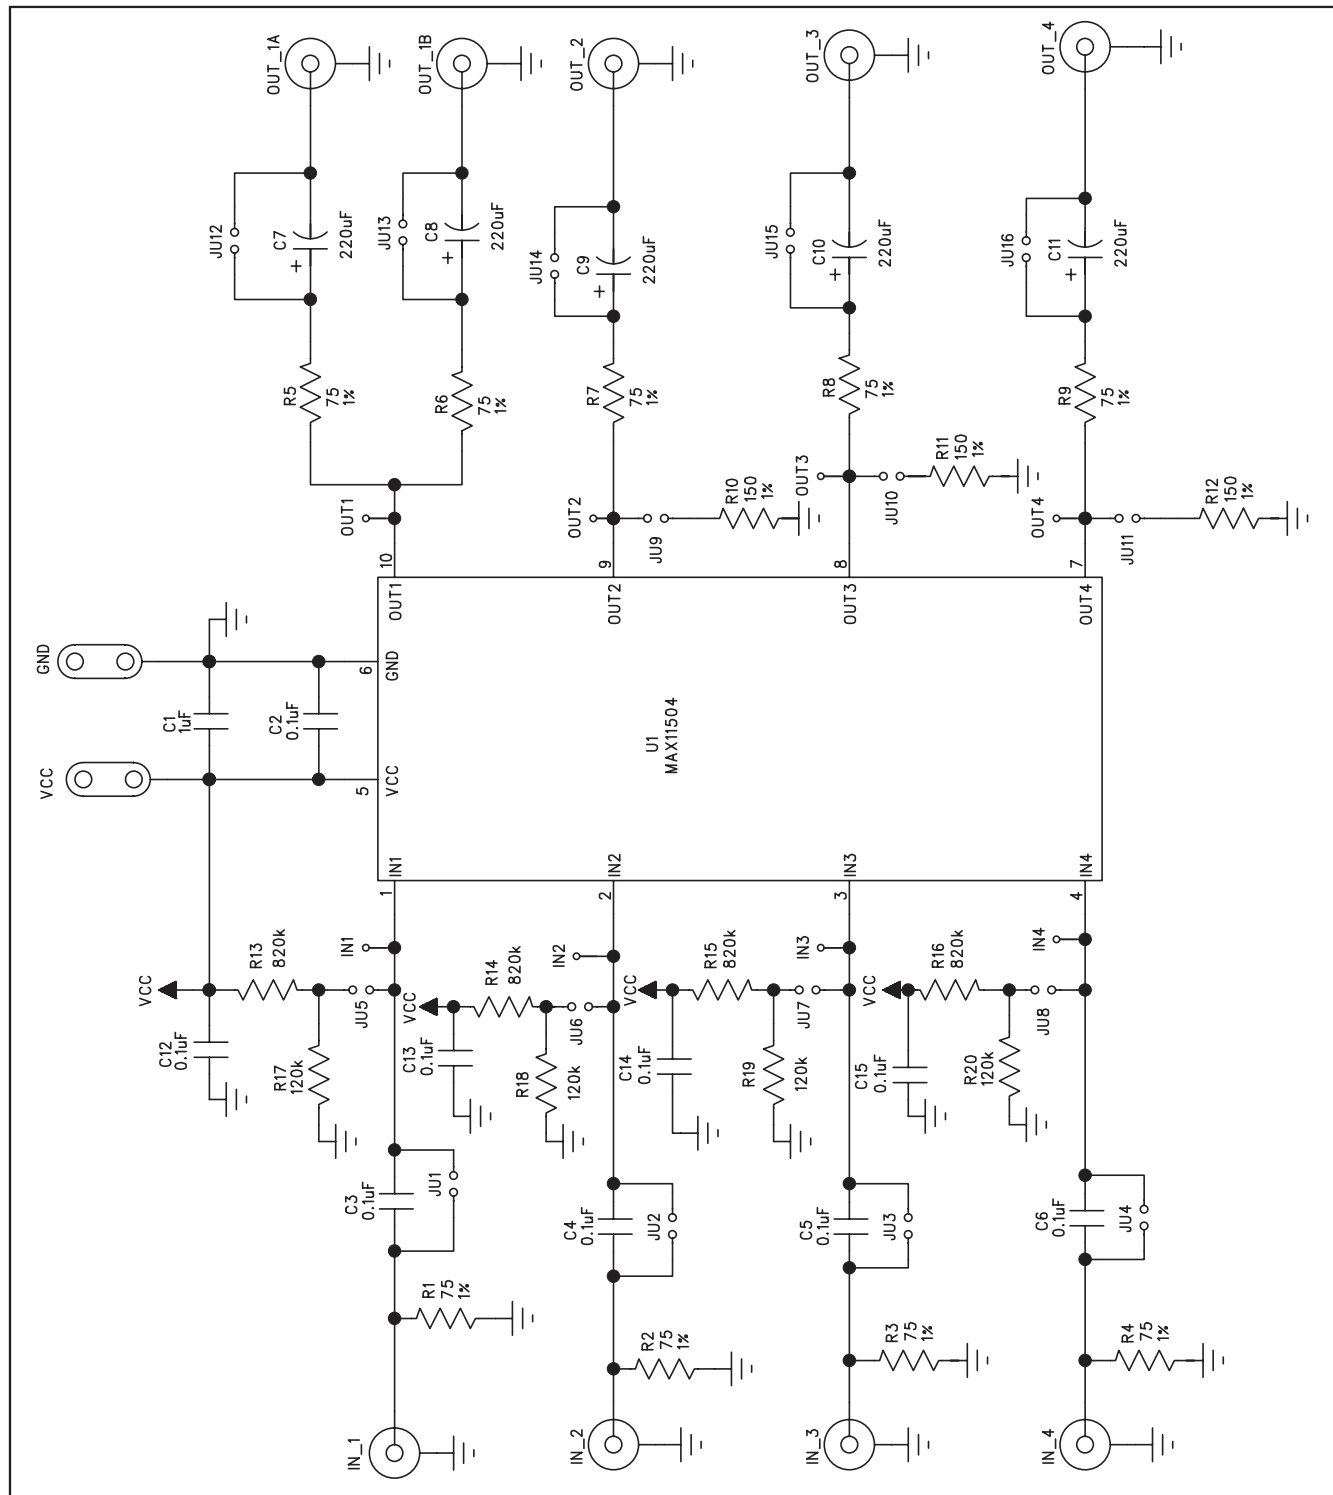 IN_1
R1
75
1%
C3
0.1uF
JU1
C12
0.1uF
VCC
R13
820k
R17
120k
JU5
IN1
1
IN1
VCC
C1
1uF
C2
0.1uF
GND
5
VCC
6
GND
U1
MAX11504
10
OUT1
OUT1
R5
75
1%
JU12
C7
220uF
OUT_1A
R6
75
1%
JU13
C8
220uF
OUT_1B
IN_2
R2
75
1%
C4
0.1uF
JU2
C13
0.1uF
VCC
R14
820k
R18
120k
JU6
IN2
2
IN2
9
OUT2
OUT2
JU9
R10
150
1%
R7
75
1%
JU14
C9
220uF
OUT_2
IN_3
R3
75
1%
C5
0.1uF
JU3
C14
0.1uF
VCC
R15
820k
R19
120k
JU7
IN3
3
IN3
8
OUT3
OUT3
JU10
R11
150
1%
R8
75
1%
JU15
C10
220uF
OUT_3
IN_4
R4
75
1%
C6
0.1uF
JU4
C15
0.1uF
VCC
R16
820k
R20
120k
JU8
IN4
4
IN4
7
OUT4
OUT4
JU11
R12
150
1%
R9
75
1%
JU16
C11
220uF
OUT_4